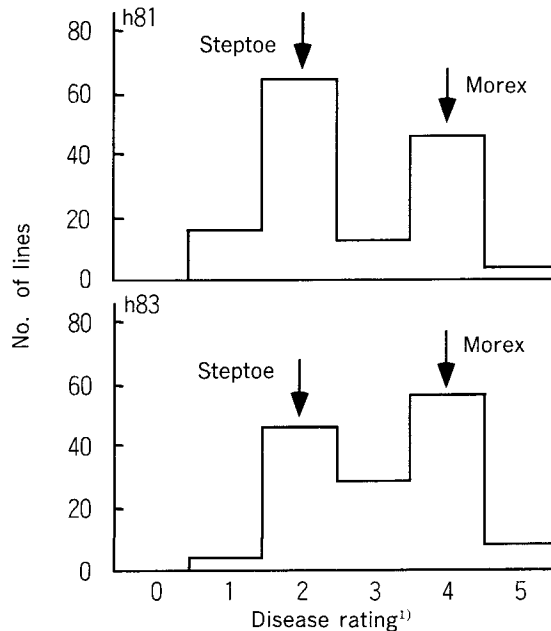 No. of lines
h81
80
60
40
20
0
Steptoe
Morex
h83
80
60
40
20
0
Steptoe
Morex
0 1 2 3 4 5
Disease rating¹⁾